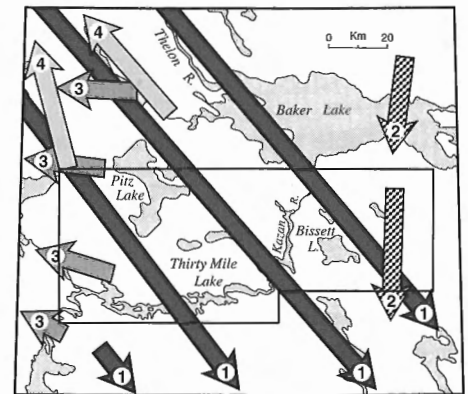 4
4
Thelon
R.
0 Km 20
3
Baker Lake
2
3
Pitz
Lake
Kazan
R.
Bissett
L.
3
Thirty Mile
Lake
2
3
1
1
1
1